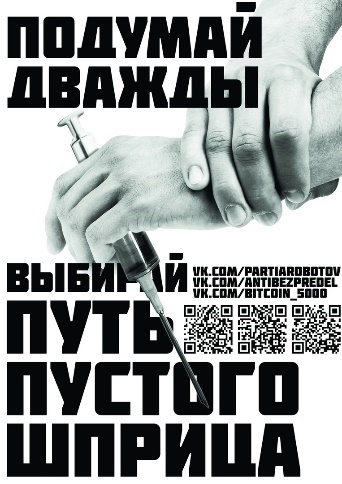 ПОДУМАЙ
ДВАЖДЫ
ВЫБИРАЙ
VK.COM/PARTIAROBOTOV
VK.COM/ANTIBEZPREDEL
VK.COM/BITCOIN_5000
ПУТЬ
ПУСТОГО
ШПРИЦА